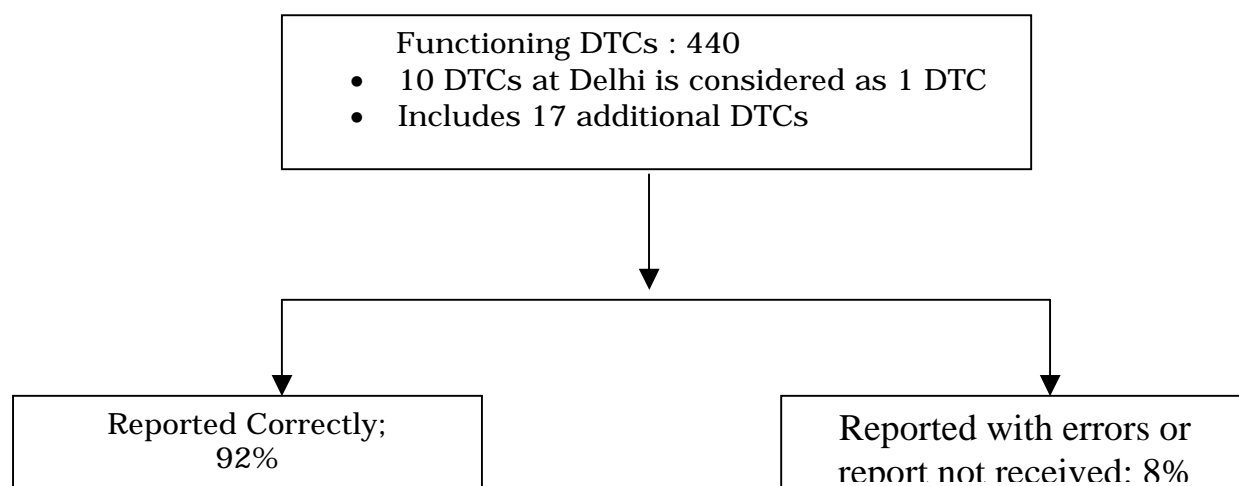 Functioning DTCs : 440
• 10 DTCs at Delhi is considered as 1 DTC
• Includes 17 additional DTCs
Reported Correctly;
92%
Reported with errors or
report not received; 8%